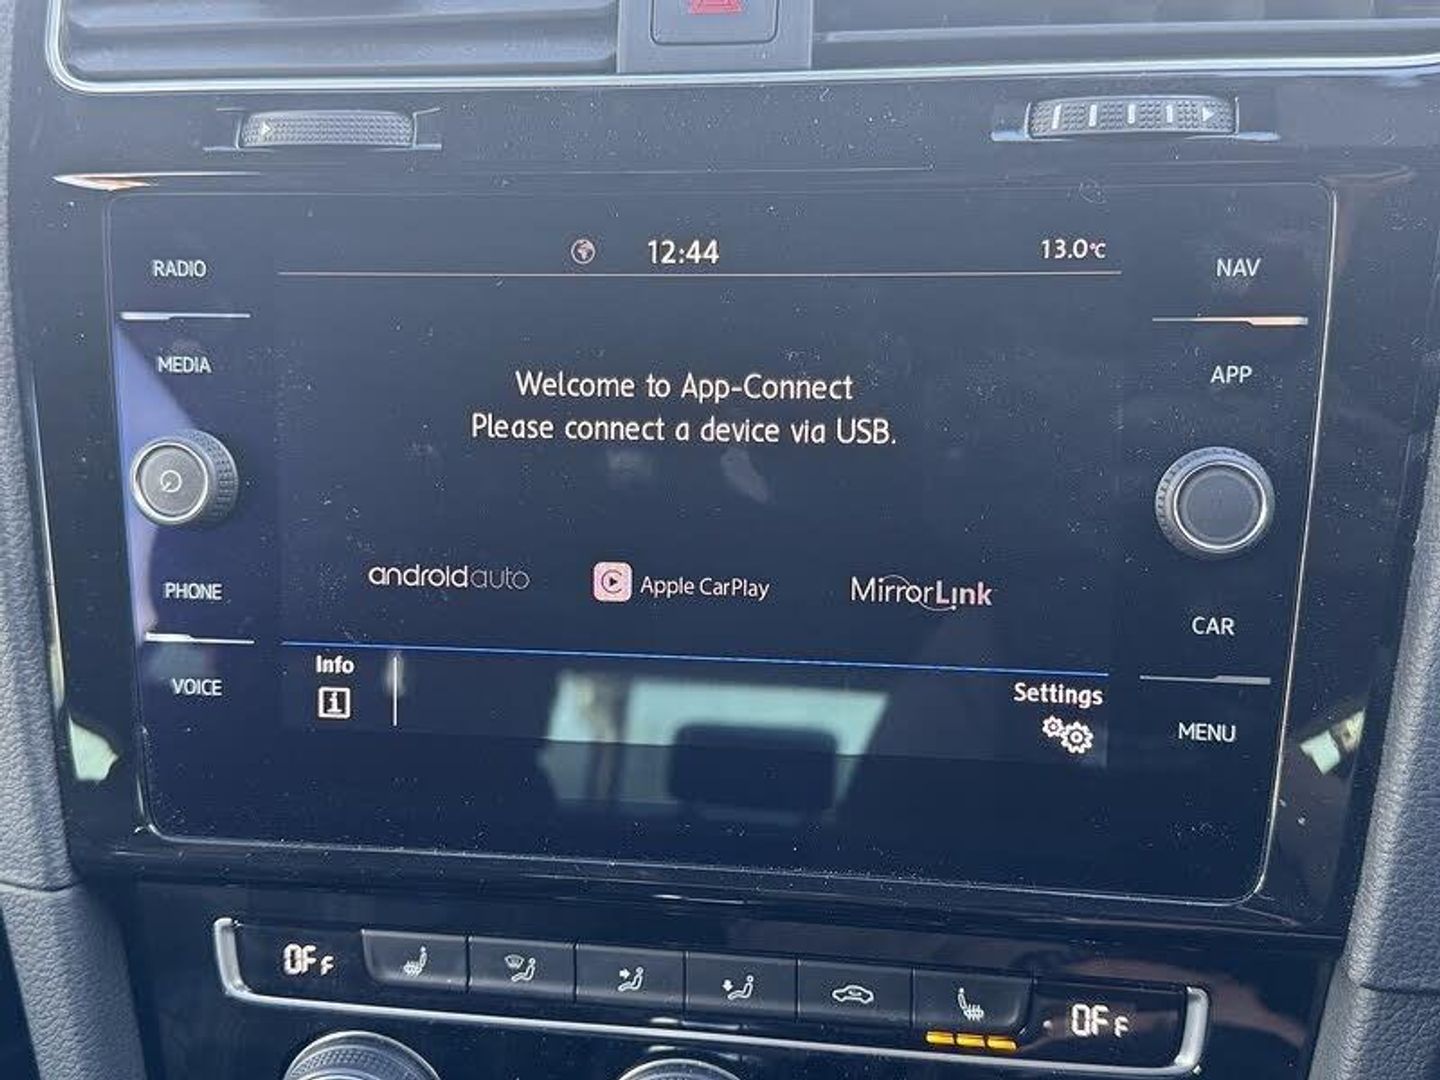 12:44
13.0°C
RADIO
NAV
MEDIA
APP
Welcome to App-Connect
Please connect a device via USB.
androidauto
Apple CarPlay
MirrorLink
PHONE
CAR
VOICE
Info
Settings
MENU
OFF
OFF